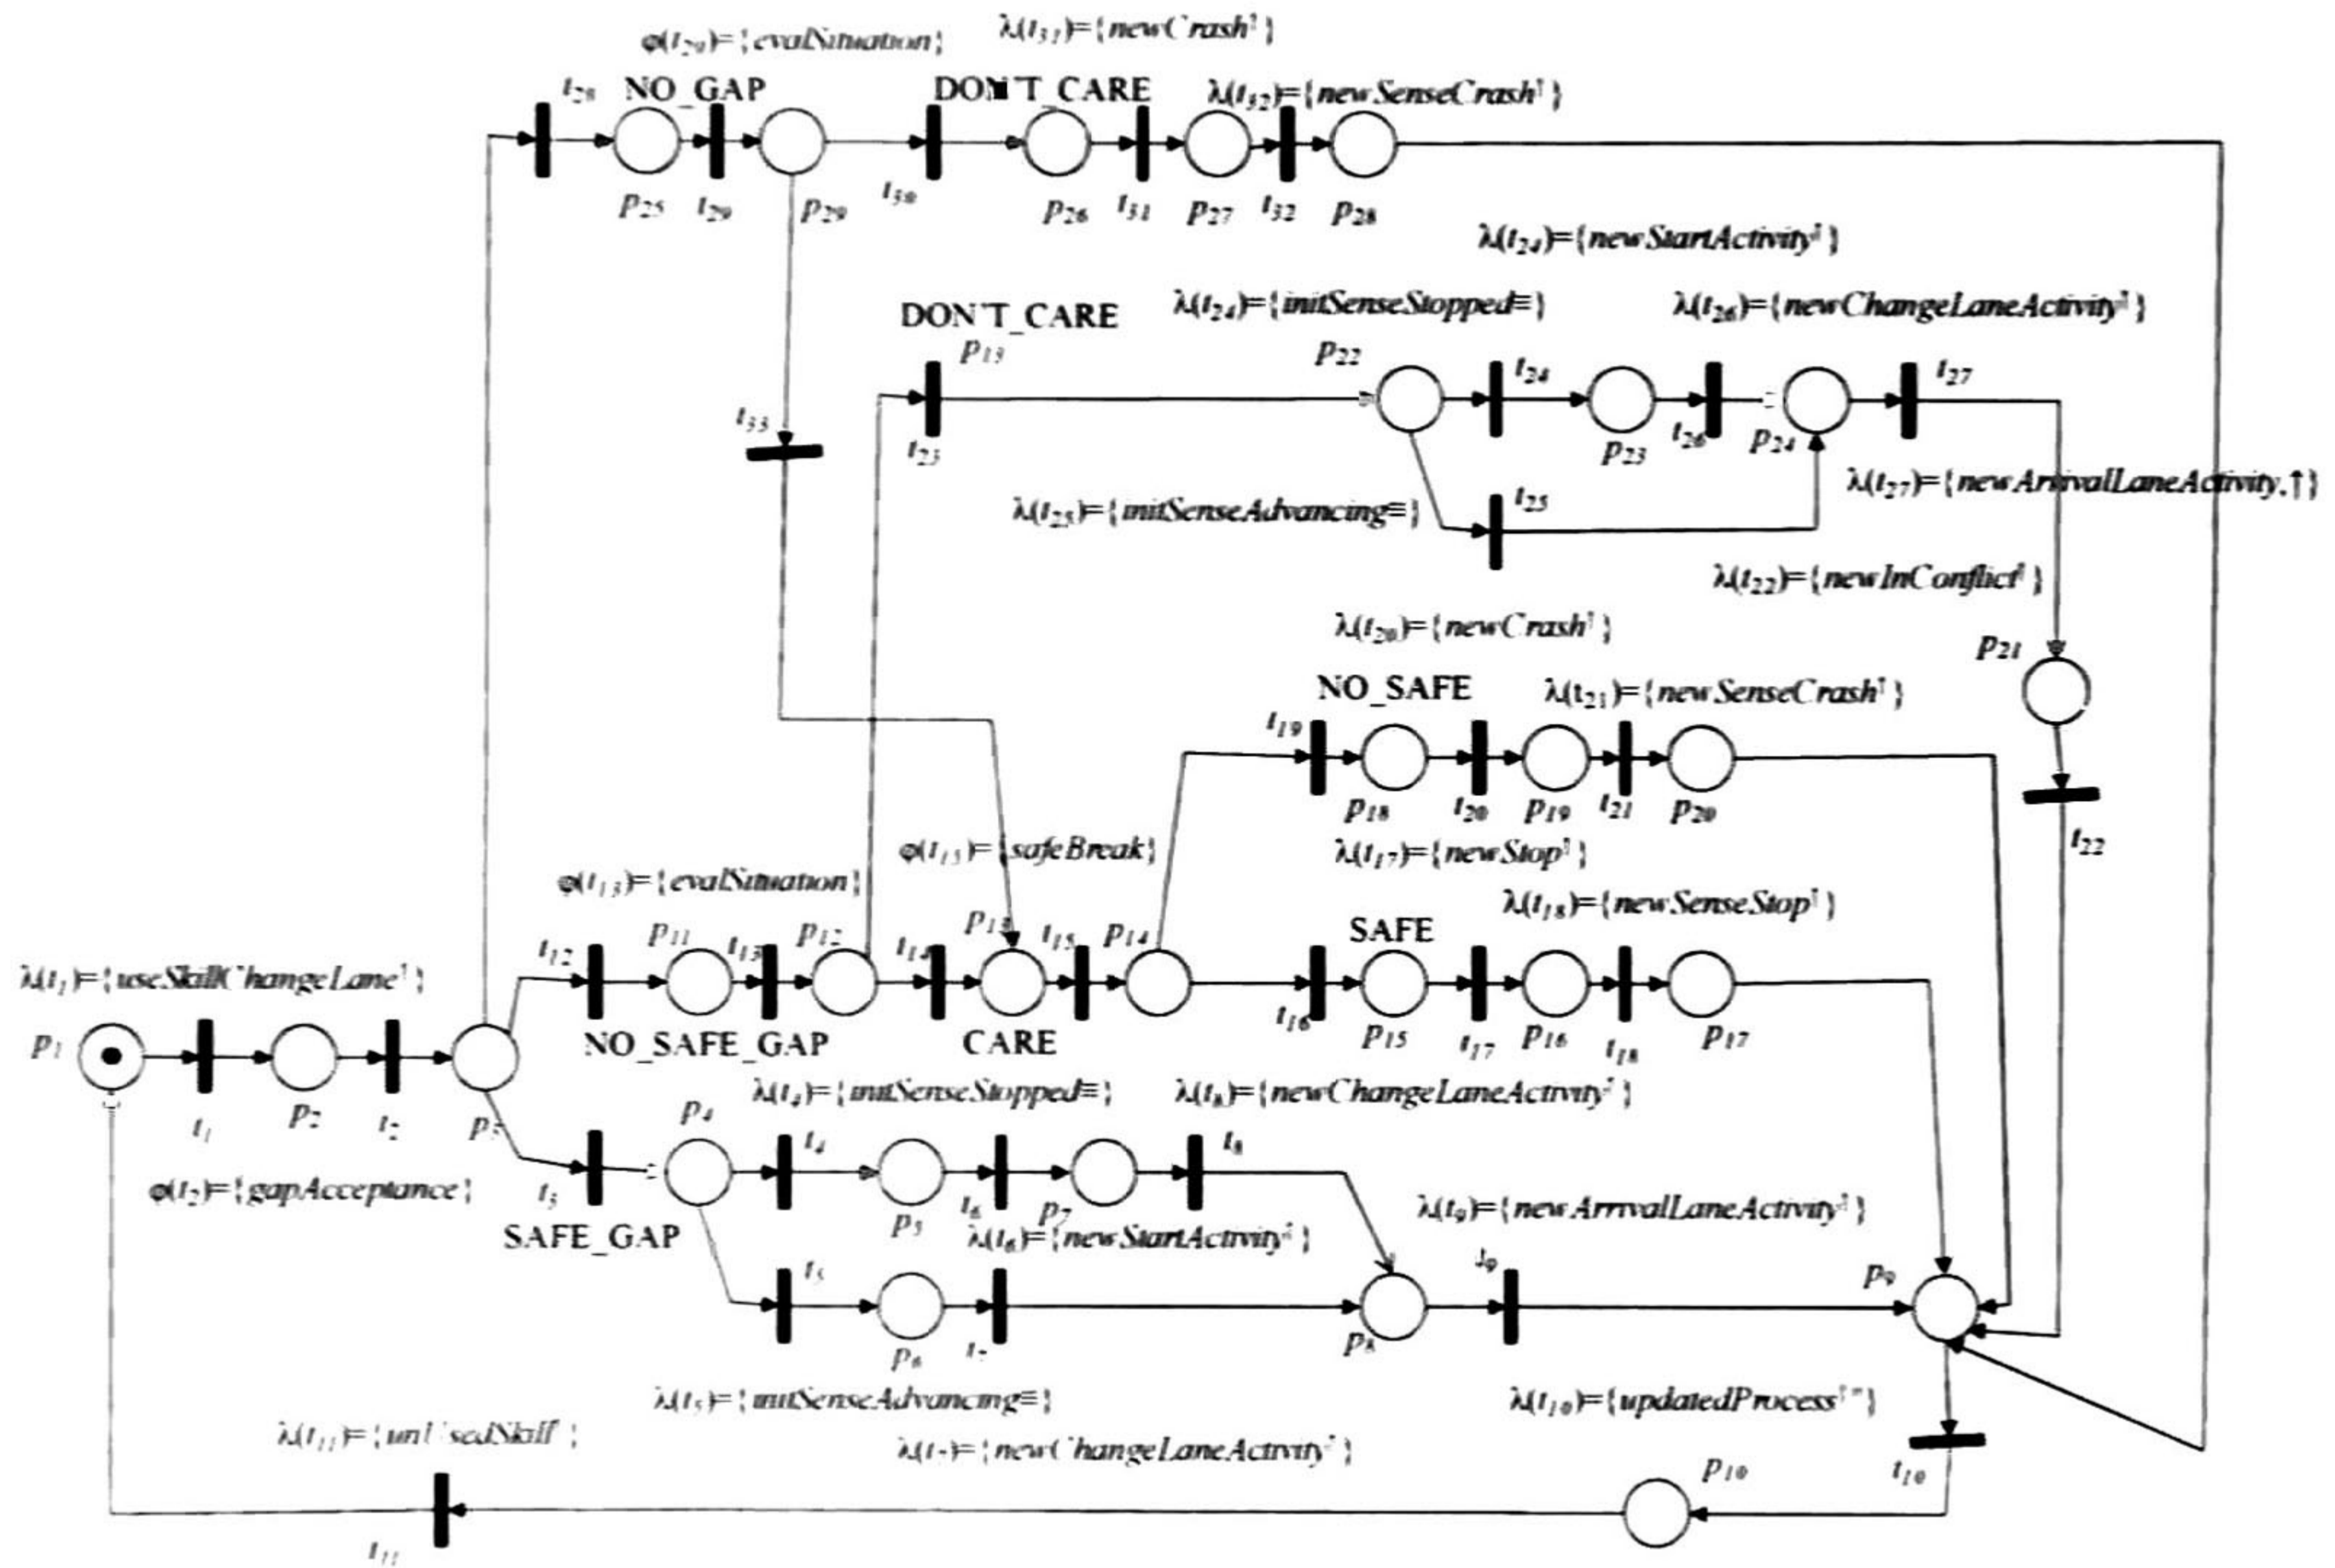 φ(t29)={evalSituation}
λ(t31)={newCrash↑}
t28
NO_GAP
DON'T_CARE
λ(t32)={newSenseCrash↑}
p25
t29
p29
t30
p26
t31
p27
t32
p28
λ(t24)={newStartActivity↑}
DON'T_CARE
λ(t24)={initSenseStopped≡}
λ(t26)={newChangeLaneActivity↑}
p13
p22
t24
t27
t33
t23
p23
t26
p24
λ(t27)={newArrivalLaneActivity.↑}
λ(t25)={initSenseAdvancing≡}
t25
λ(t22)={newInConflict↑}
λ(t20)={newCrash↑}
p21
NO_SAFE
λ(t21)={newSenseCrash↑}
t19
p18
t20
p19
t21
p20
t22
φ(t15)={safeBreak}
λ(t17)={newStop↑}
φ(t13)={evalSituation}
λ(t18)={newSenseStop↑}
t12
p11
t13
p12
t14
p13
t15
p14
SAFE
λ(t1)={useSkillChangeLane↑}
t16
p15
t17
p16
t18
p17
p1
NO_SAFE_GAP
CARE
λ(t4)={initSenseStopped≡}
λ(t8)={newChangeLaneActivity↑}
t1
p2
t2
p3
p4
t4
t8
φ(t2)={gapAcceptance}
t3
p5
t6
p7
λ(t9)={newArrivalLaneActivity↑}
SAFE_GAP
λ(t6)={newStartActivity↑}
t5
t9
p9
p6
t7
p8
λ(t5)={initSenseAdvancing≡}
λ(t10)={updatedProcess↑=}
λ(t11)={unUsedSkill↑}
λ(t7)={newChangeLaneActivity↑}
p10
t10
t11